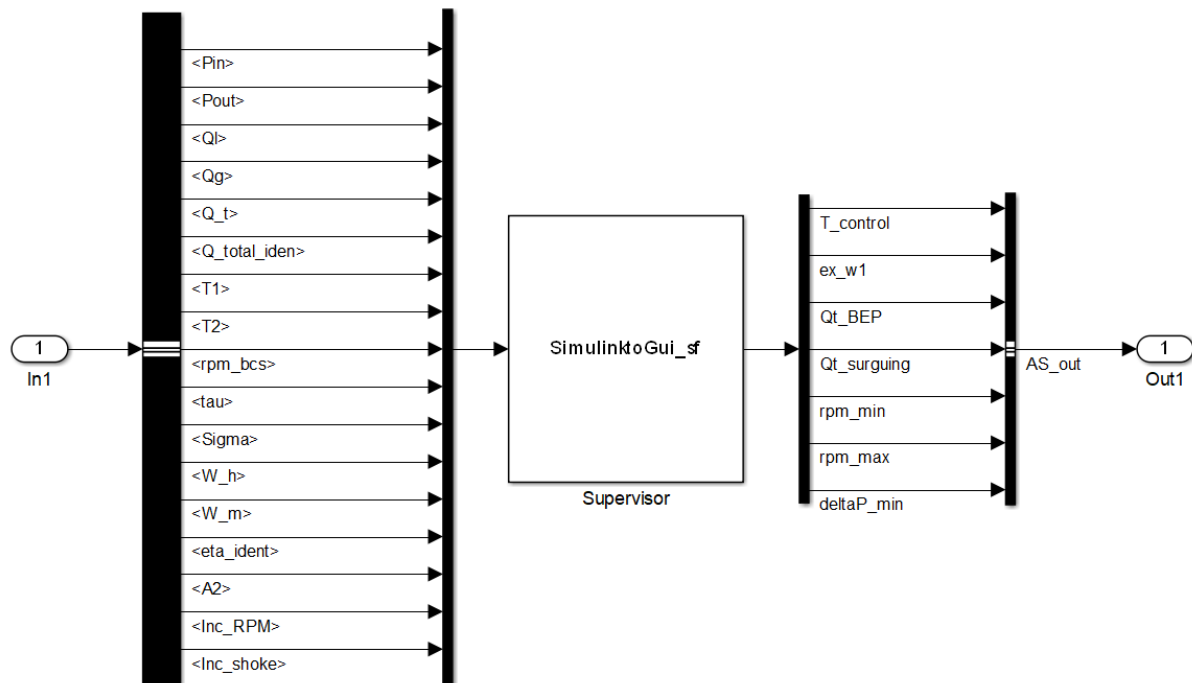 <Pin>
<Pout>
<Ql>
<Qg>
<Q_t>
<Q_total_iden>
<T1>
<T2>
<rpm_bcs>
<tau>
<Sigma>
<W_h>
<W_m>
<eta_ident>
<A2>
<Inc_RPM>
<Inc_shoke>
1
In1
SimulinktoGui_sf
Supervisor
T_control
ex_w1
Qt_BEP
Qt_surguing
rpm_min
rpm_max
deltaP_min
AS_out
1
Out1